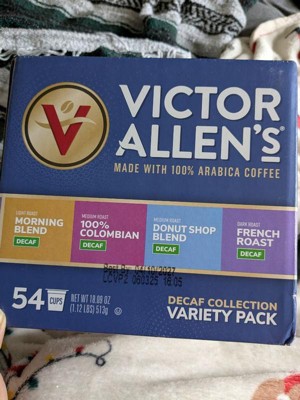 VICTOR
ALLEN'S®
MADE WITH 100% ARABICA COFFEE
LIGHT ROAST
MORNING
BLEND
DECAF
MEDIUM ROAST
100%
COLOMBIAN
DECAF
MEDIUM ROAST
DONUT SHOP
BLEND
DECAF
DARK ROAST
FRENCH
ROAST
DECAF
54 CUPS
NET WT 18.09 OZ
(1.12 LBS) 513g
DECAF COLLECTION
VARIETY PACK